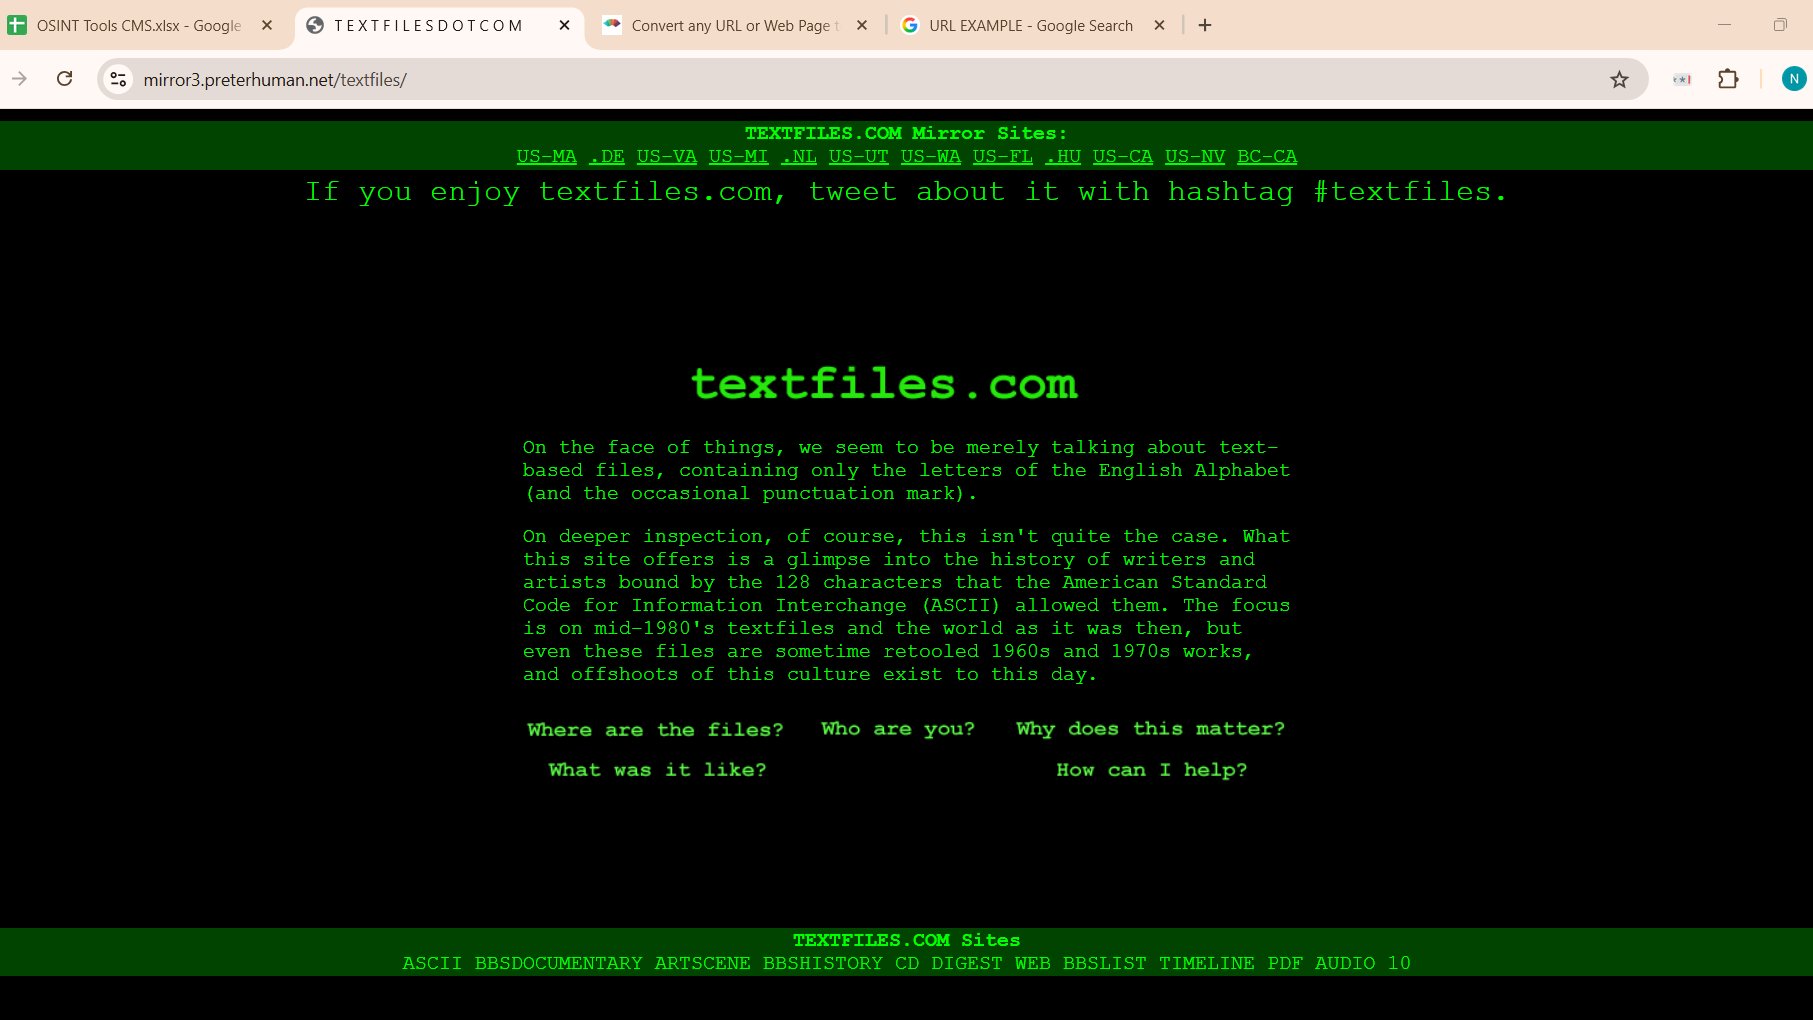 OSINT Tools CMS.xlsx - Google
T E X T F I L E S D O T C O M
Convert any URL or Web Page t
URL EXAMPLE - Google Search
mirror3.preterhuman.net/textfiles/
N
TEXTFILES.COM Mirror Sites:
US-MA .DE US-VA US-MI .NL US-UT US-WA US-FL .HU US-CA US-NV BC-CA
If you enjoy textfiles.com, tweet about it with hashtag #textfiles.
textfiles.com
On the face of things, we seem to be merely talking about text-
based files, containing only the letters of the English Alphabet
(and the occasional punctuation mark).
On deeper inspection, of course, this isn't quite the case. What
this site offers is a glimpse into the history of writers and
artists bound by the 128 characters that the American Standard
Code for Information Interchange (ASCII) allowed them. The focus
is on mid-1980's textfiles and the world as it was then, but
even these files are sometime retooled 1960s and 1970s works,
and offshoots of this culture exist to this day.
Where are the files? Who are you? Why does this matter?
What was it like? How can I help?
TEXTFILES.COM Sites
ASCII BBSDOCUMENTARY ARTSCENE BBSHISTORY CD DIGEST WEB BBSLIST TIMELINE PDF AUDIO 10